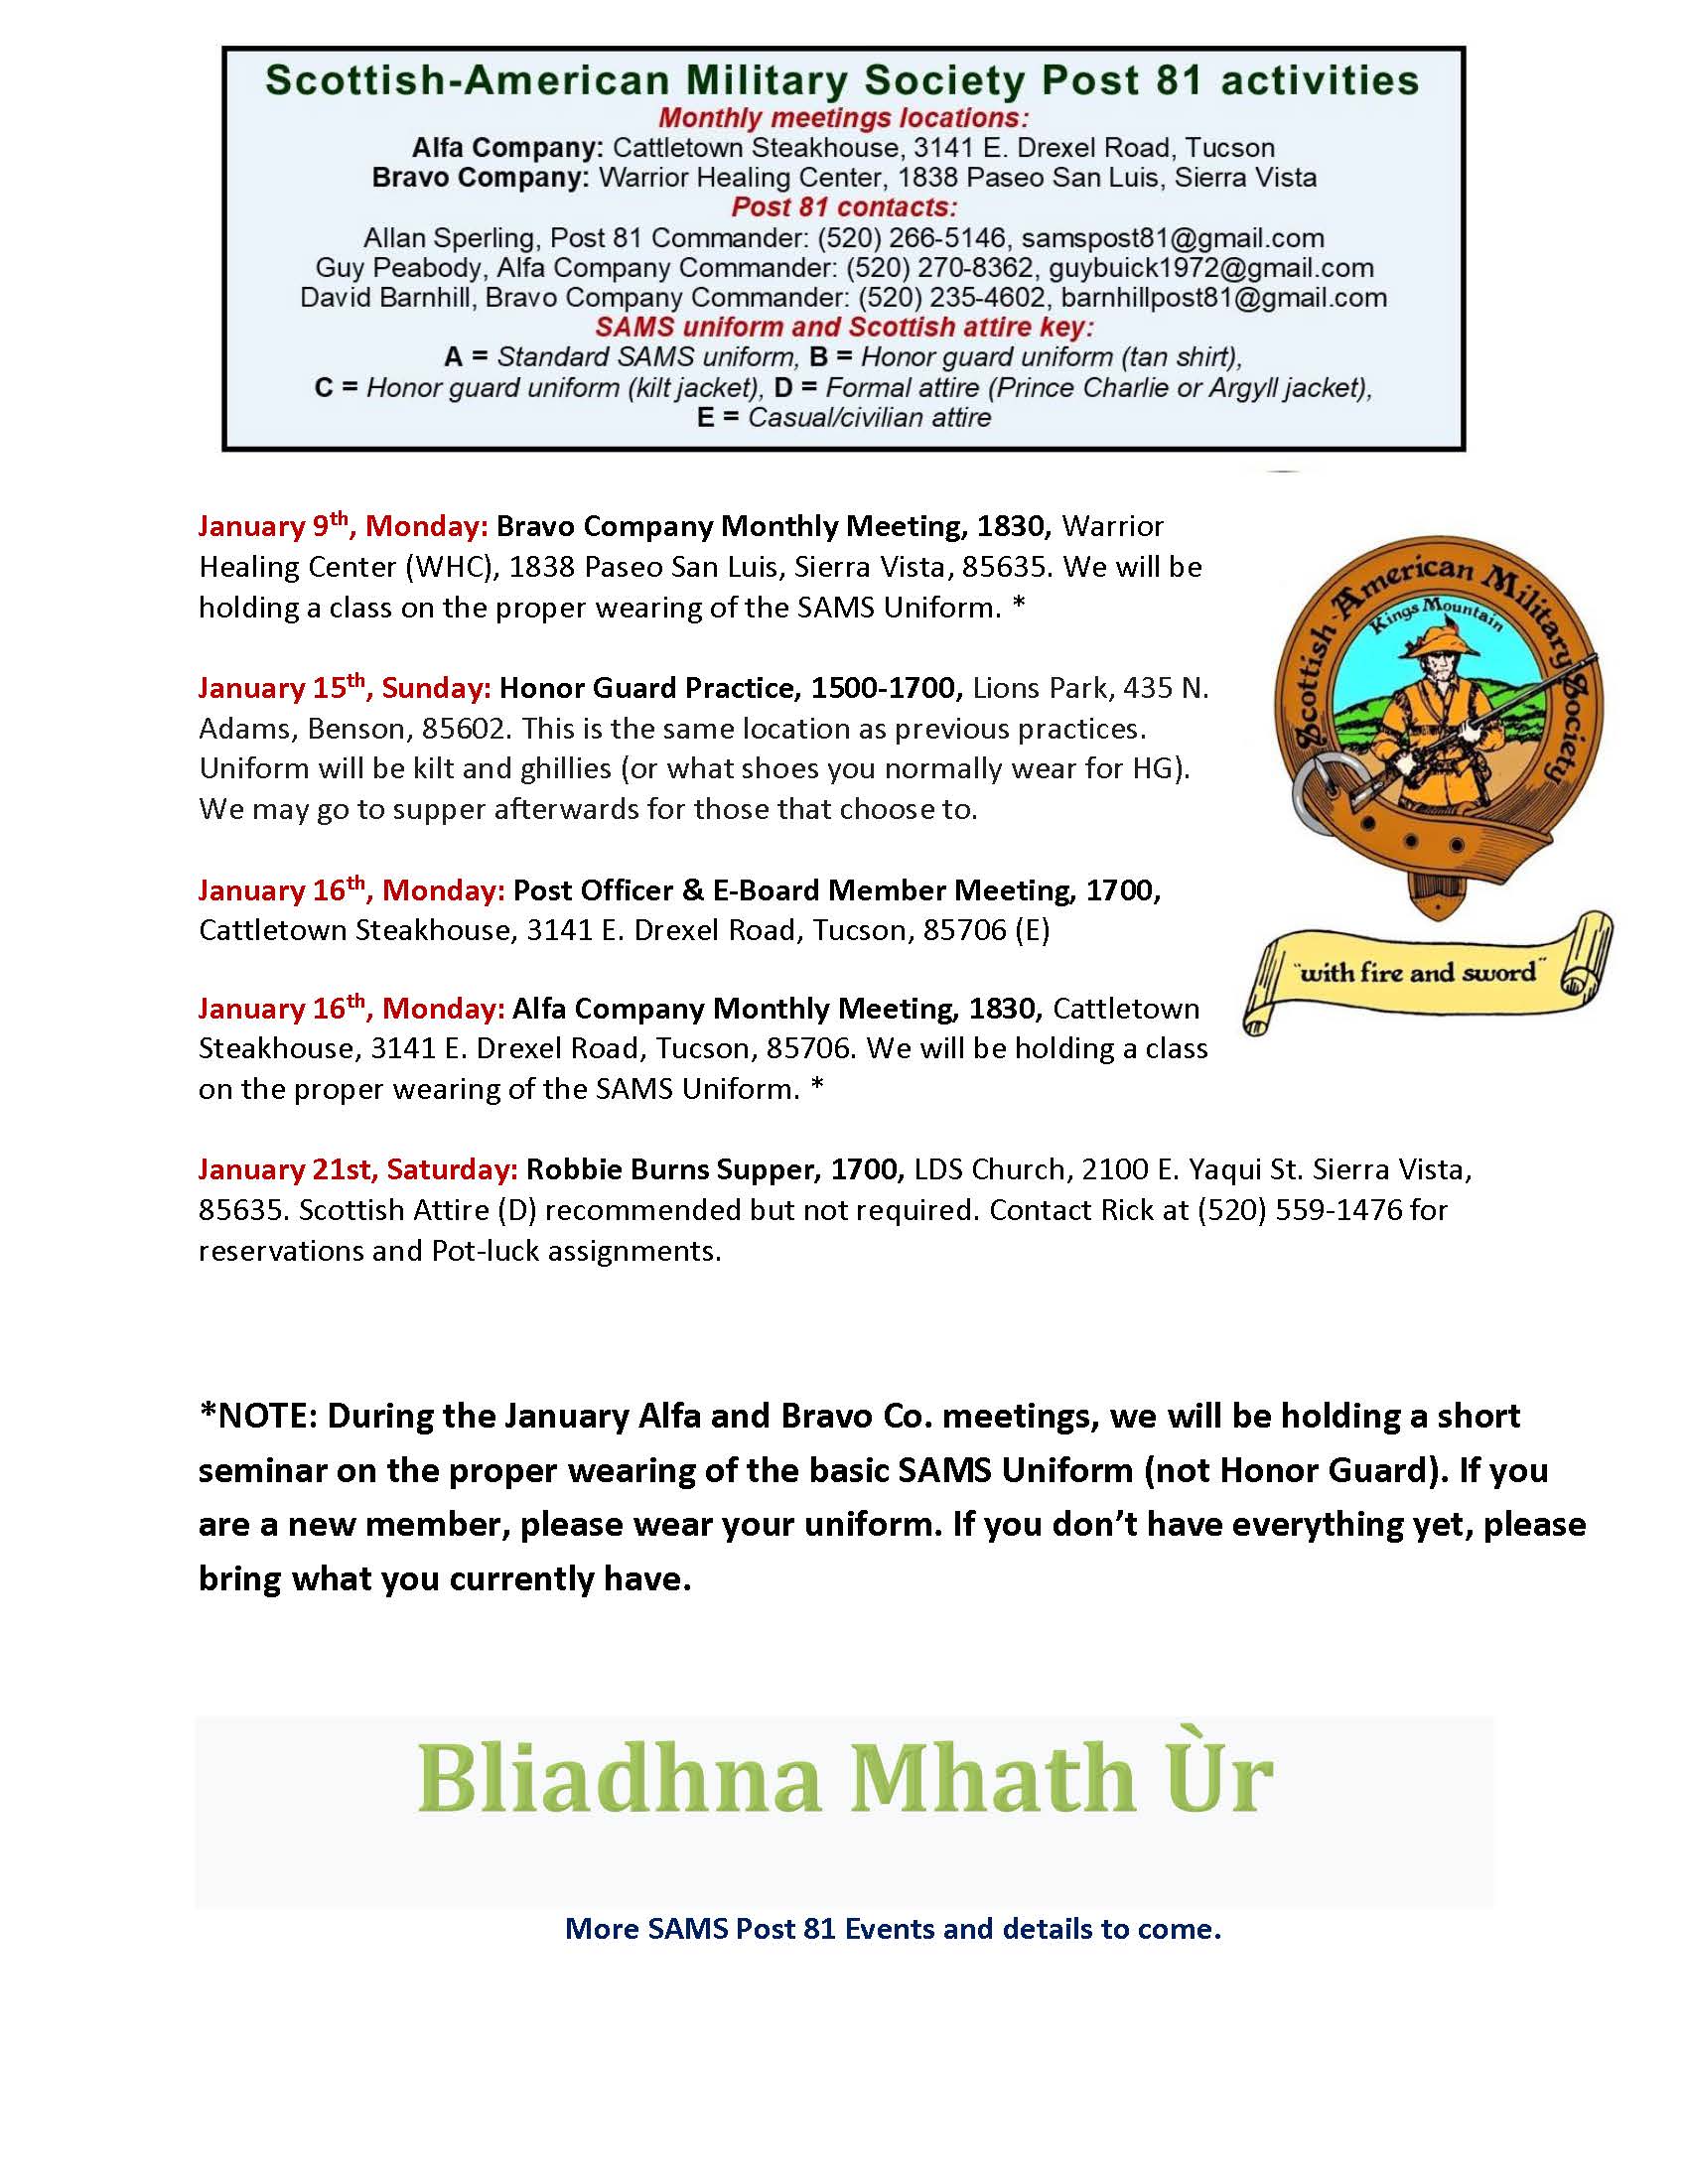 Scottish-American Military Society Post 81 activities
Monthly meetings locations:
Alfa Company: Cattletown Steakhouse, 3141 E. Drexel Road, Tucson
Bravo Company: Warrior Healing Center, 1838 Paseo San Luis, Sierra Vista
Post 81 contacts:
Allan Sperling, Post 81 Commander: (520) 266-5146, samspost81@gmail.com
Guy Peabody, Alfa Company Commander: (520) 270-8362, guybuick1972@gmail.com
David Barnhill, Bravo Company Commander: (520) 235-4602, barnhillpost81@gmail.com
SAMS uniform and Scottish attire key:
A = Standard SAMS uniform, B = Honor guard uniform (tan shirt),
C = Honor guard uniform (kilt jacket), D = Formal attire (Prince Charlie or Argyll jacket),
E = Casual/civilian attire
January 9th, Monday: Bravo Company Monthly Meeting, 1830, Warrior
Healing Center (WHC), 1838 Paseo San Luis, Sierra Vista, 85635. We will be
holding a class on the proper wearing of the SAMS Uniform. *
January 15th, Sunday: Honor Guard Practice, 1500-1700, Lions Park, 435 N.
Adams, Benson, 85602. This is the same location as previous practices.
Uniform will be kilt and ghillies (or what shoes you normally wear for HG).
We may go to supper afterwards for those that choose to.
January 16th, Monday: Post Officer & E-Board Member Meeting, 1700,
Cattletown Steakhouse, 3141 E. Drexel Road, Tucson, 85706 (E)
January 16th, Monday: Alfa Company Monthly Meeting, 1830, Cattletown
Steakhouse, 3141 E. Drexel Road, Tucson, 85706. We will be holding a class
on the proper wearing of the SAMS Uniform. *
Scottish-American Military Society
Kings Mountain
"with fire and sword"
January 21st, Saturday: Robbie Burns Supper, 1700, LDS Church, 2100 E. Yaqui St. Sierra Vista,
85635. Scottish Attire (D) recommended but not required. Contact Rick at (520) 559-1476 for
reservations and Pot-luck assignments.
*NOTE: During the January Alfa and Bravo Co. meetings, we will be holding a short
seminar on the proper wearing of the basic SAMS Uniform (not Honor Guard). If you
are a new member, please wear your uniform. If you don’t have everything yet, please
bring what you currently have.
Bliadhna Mhath Ùr
More SAMS Post 81 Events and details to come.